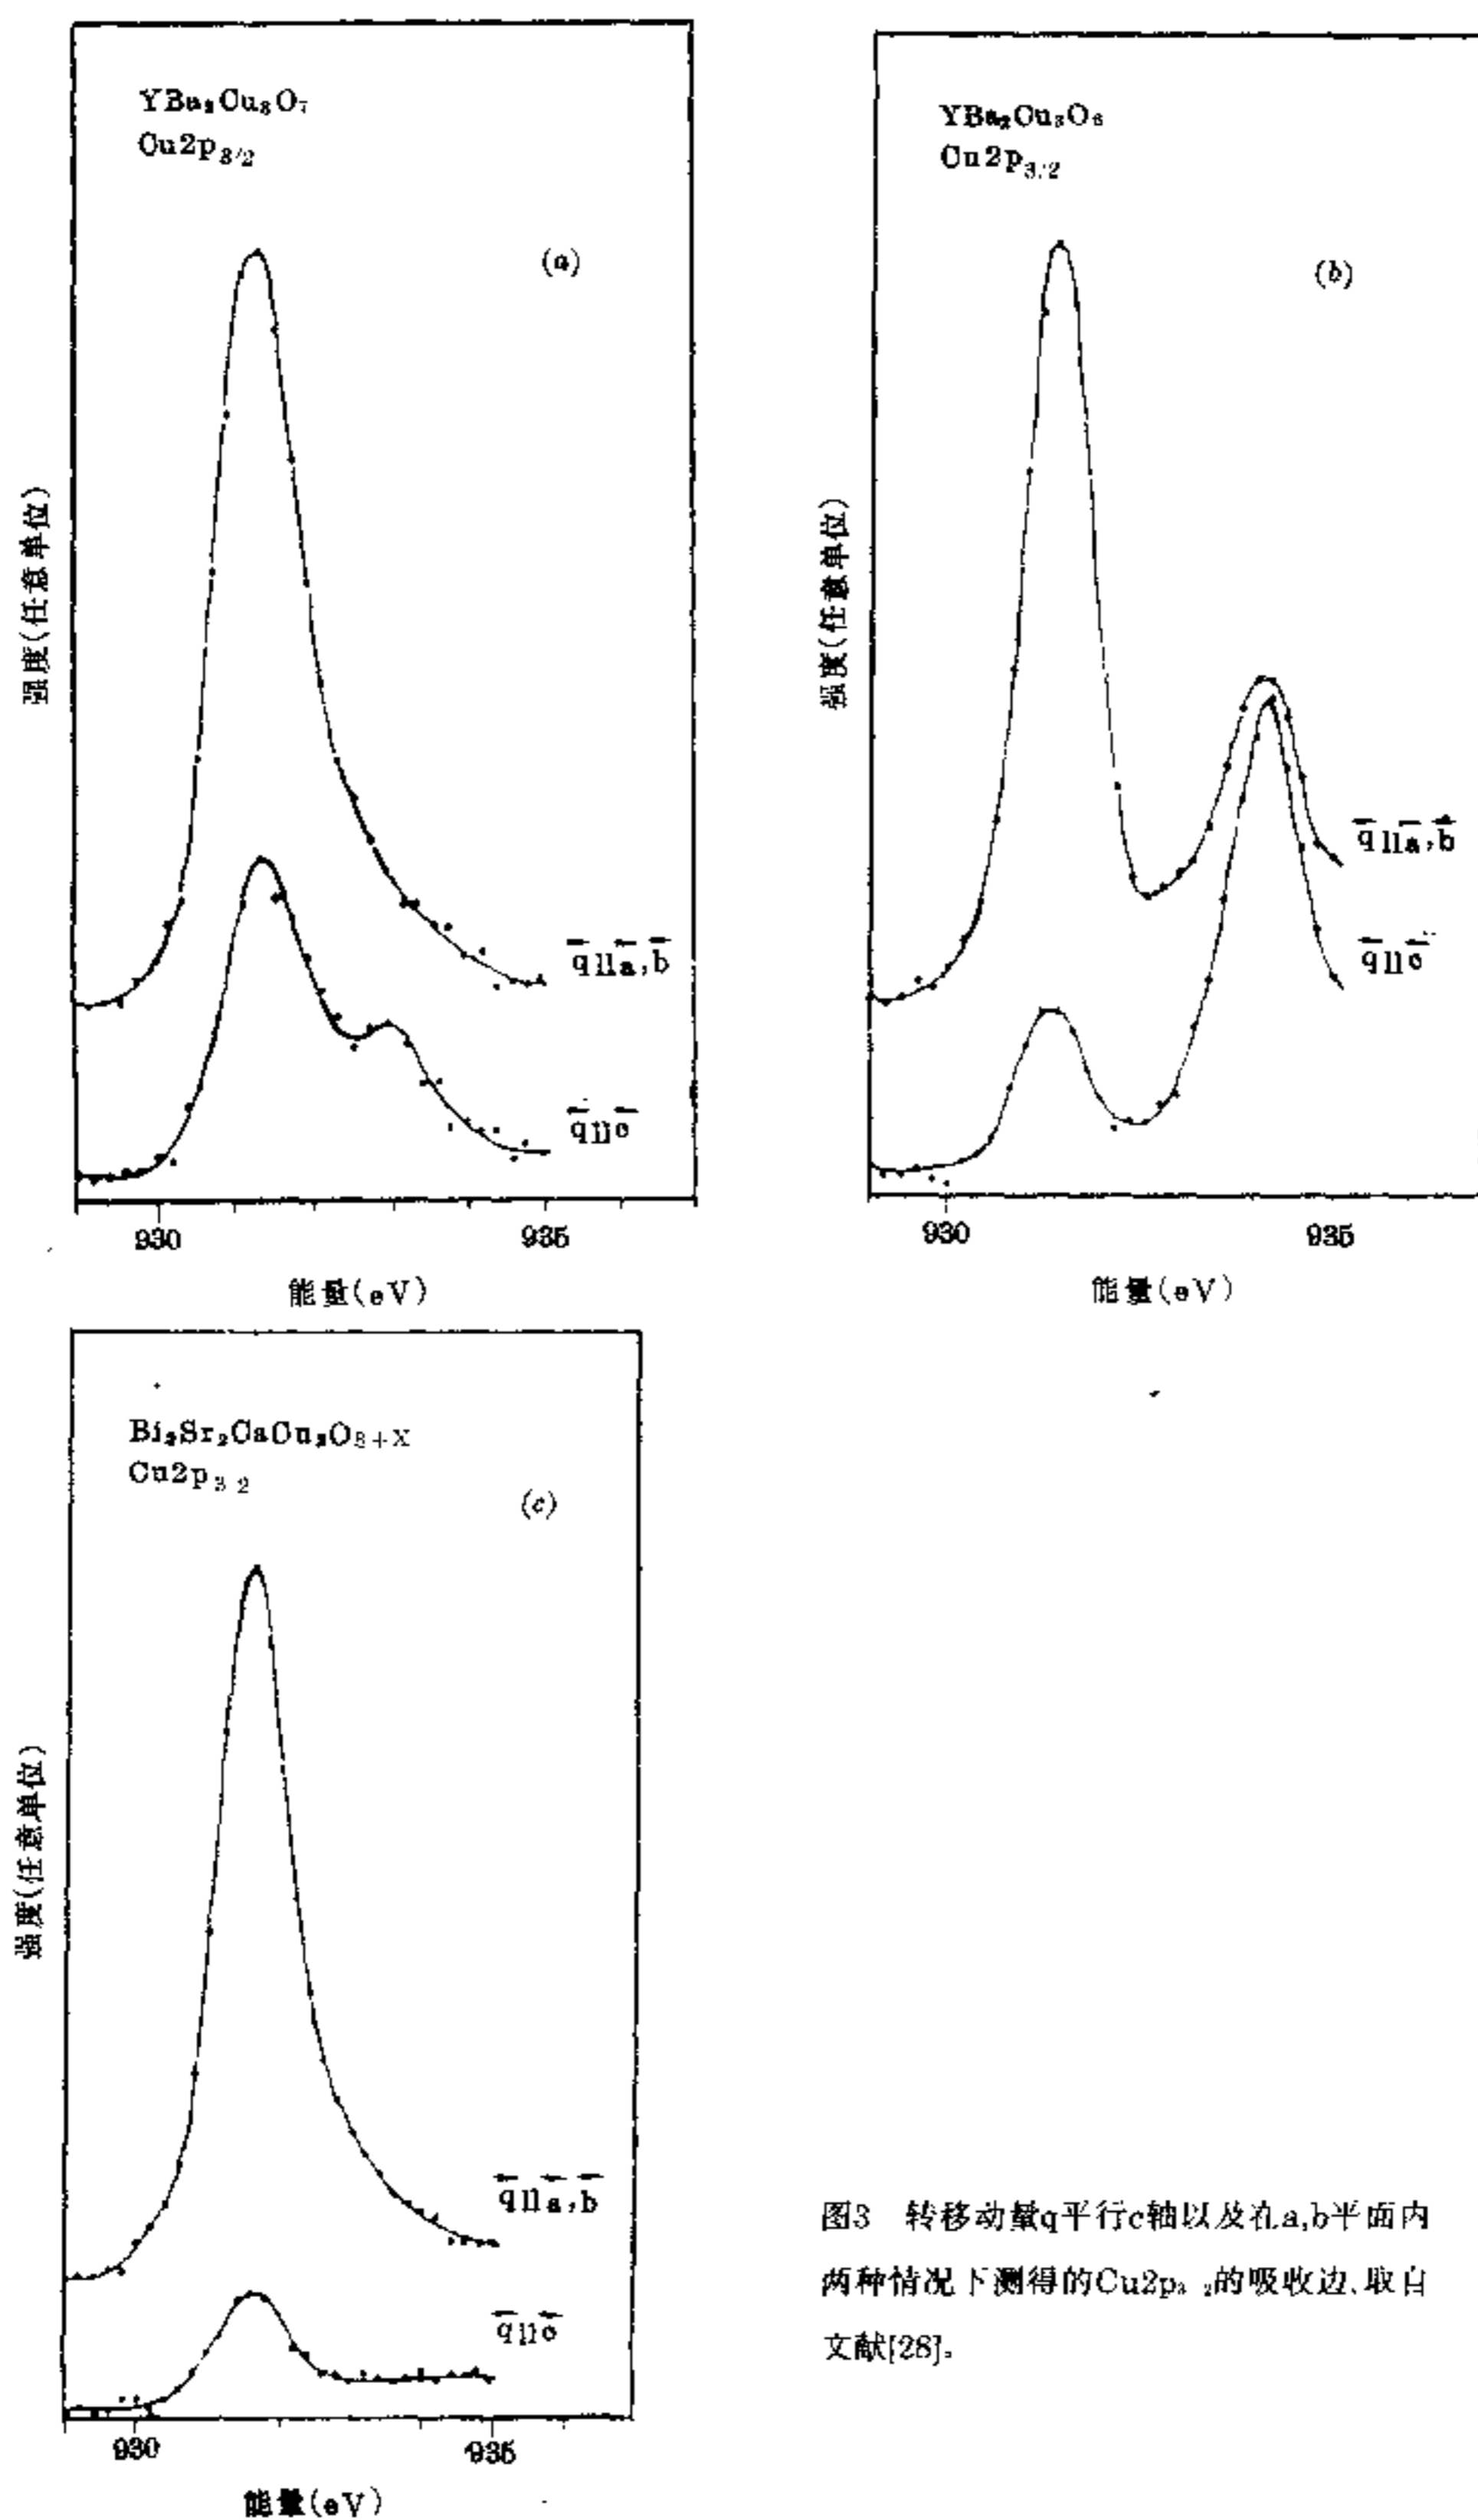 YBa₂Cu₃O₇
Cu2p₃/₂
(a)
强度(任意单位)
q∥a,b
q∥c
930
935
能量(eV)
YBa₂Cu₃O₆
Cu2p₃/₂
(b)
强度(任意单位)
q∥a,b
q∥c
930
935
能量(eV)
Bi₂Sr₂CaCu₂O₈₊ₓ
Cu2p₃ ₂
(c)
强度(任意单位)
q∥a,b
q∥c
930
935
能量(eV)
图3 转移动量q平行c轴以及在a,b平面内
两种情况下测得的Cu2p₃ ₂的吸收边、取自
文献[28]。